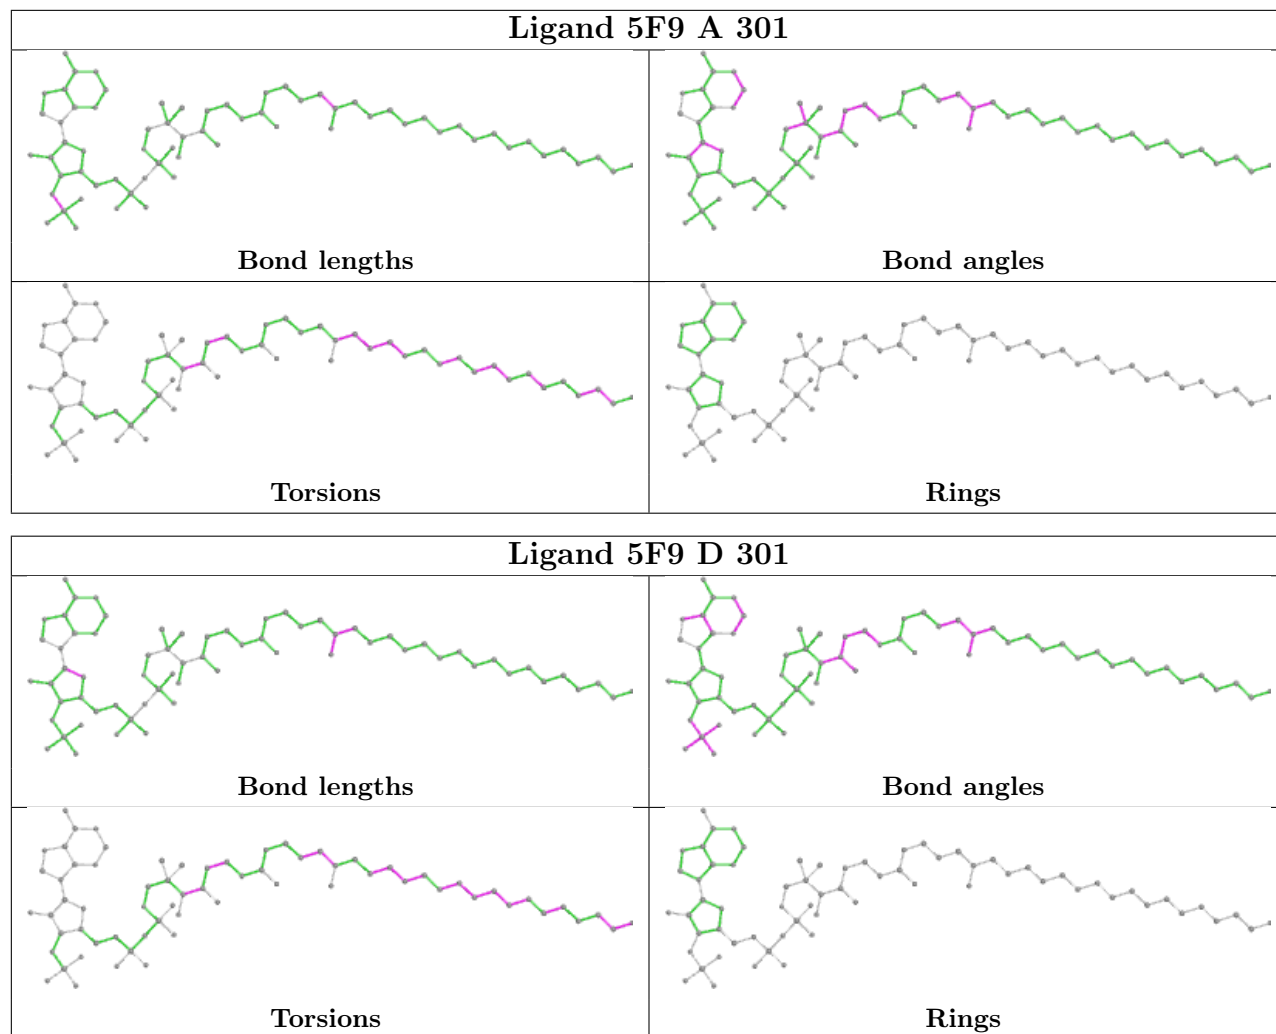 Ligand 5F9 A 301
Bond lengths
Bond angles
Torsions
Rings
Ligand 5F9 D 301
Bond lengths
Bond angles
Torsions
Rings